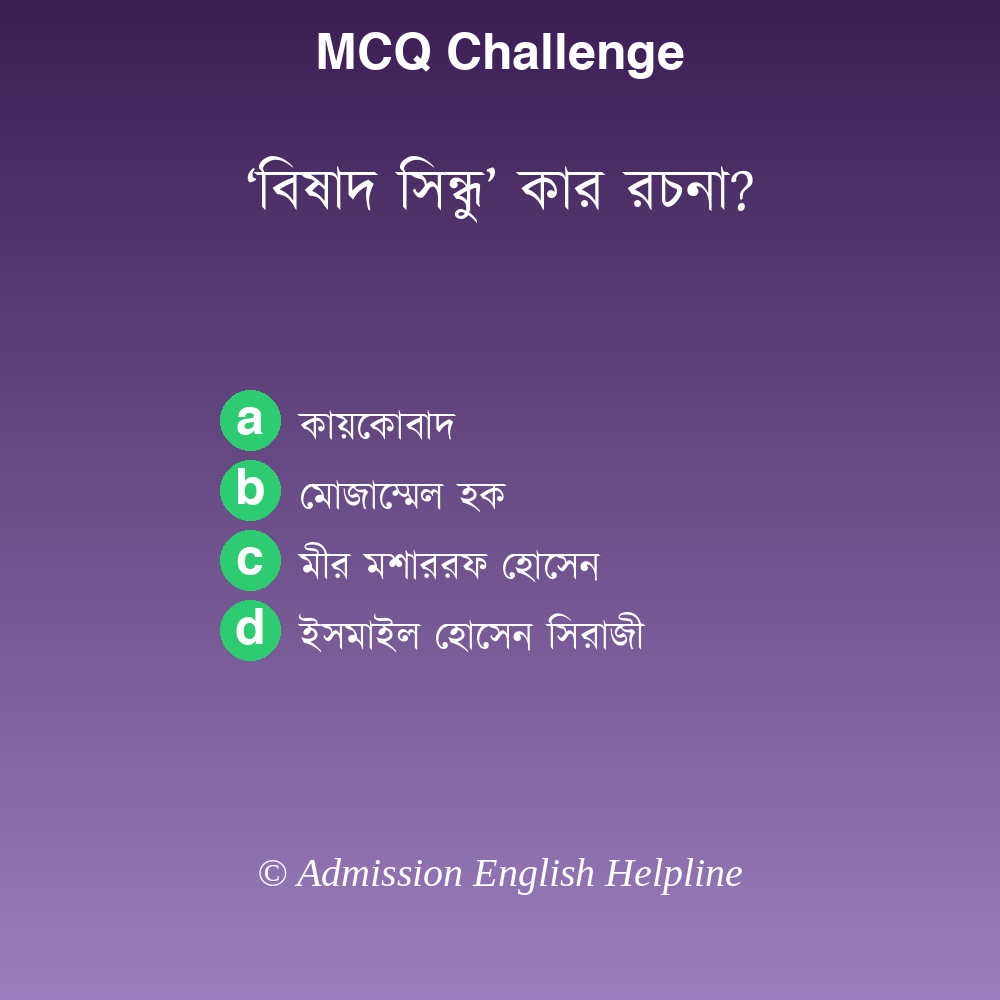 MCQ Challenge
‘বিষাদ সিন্ধু’ কার রচনা?
a কায়কোবাদ
b মোজাম্মেল হক
c মীর মশাররফ হোসেন
d ইসমাইল হোসেন সিরাজী
© Admission English Helpline